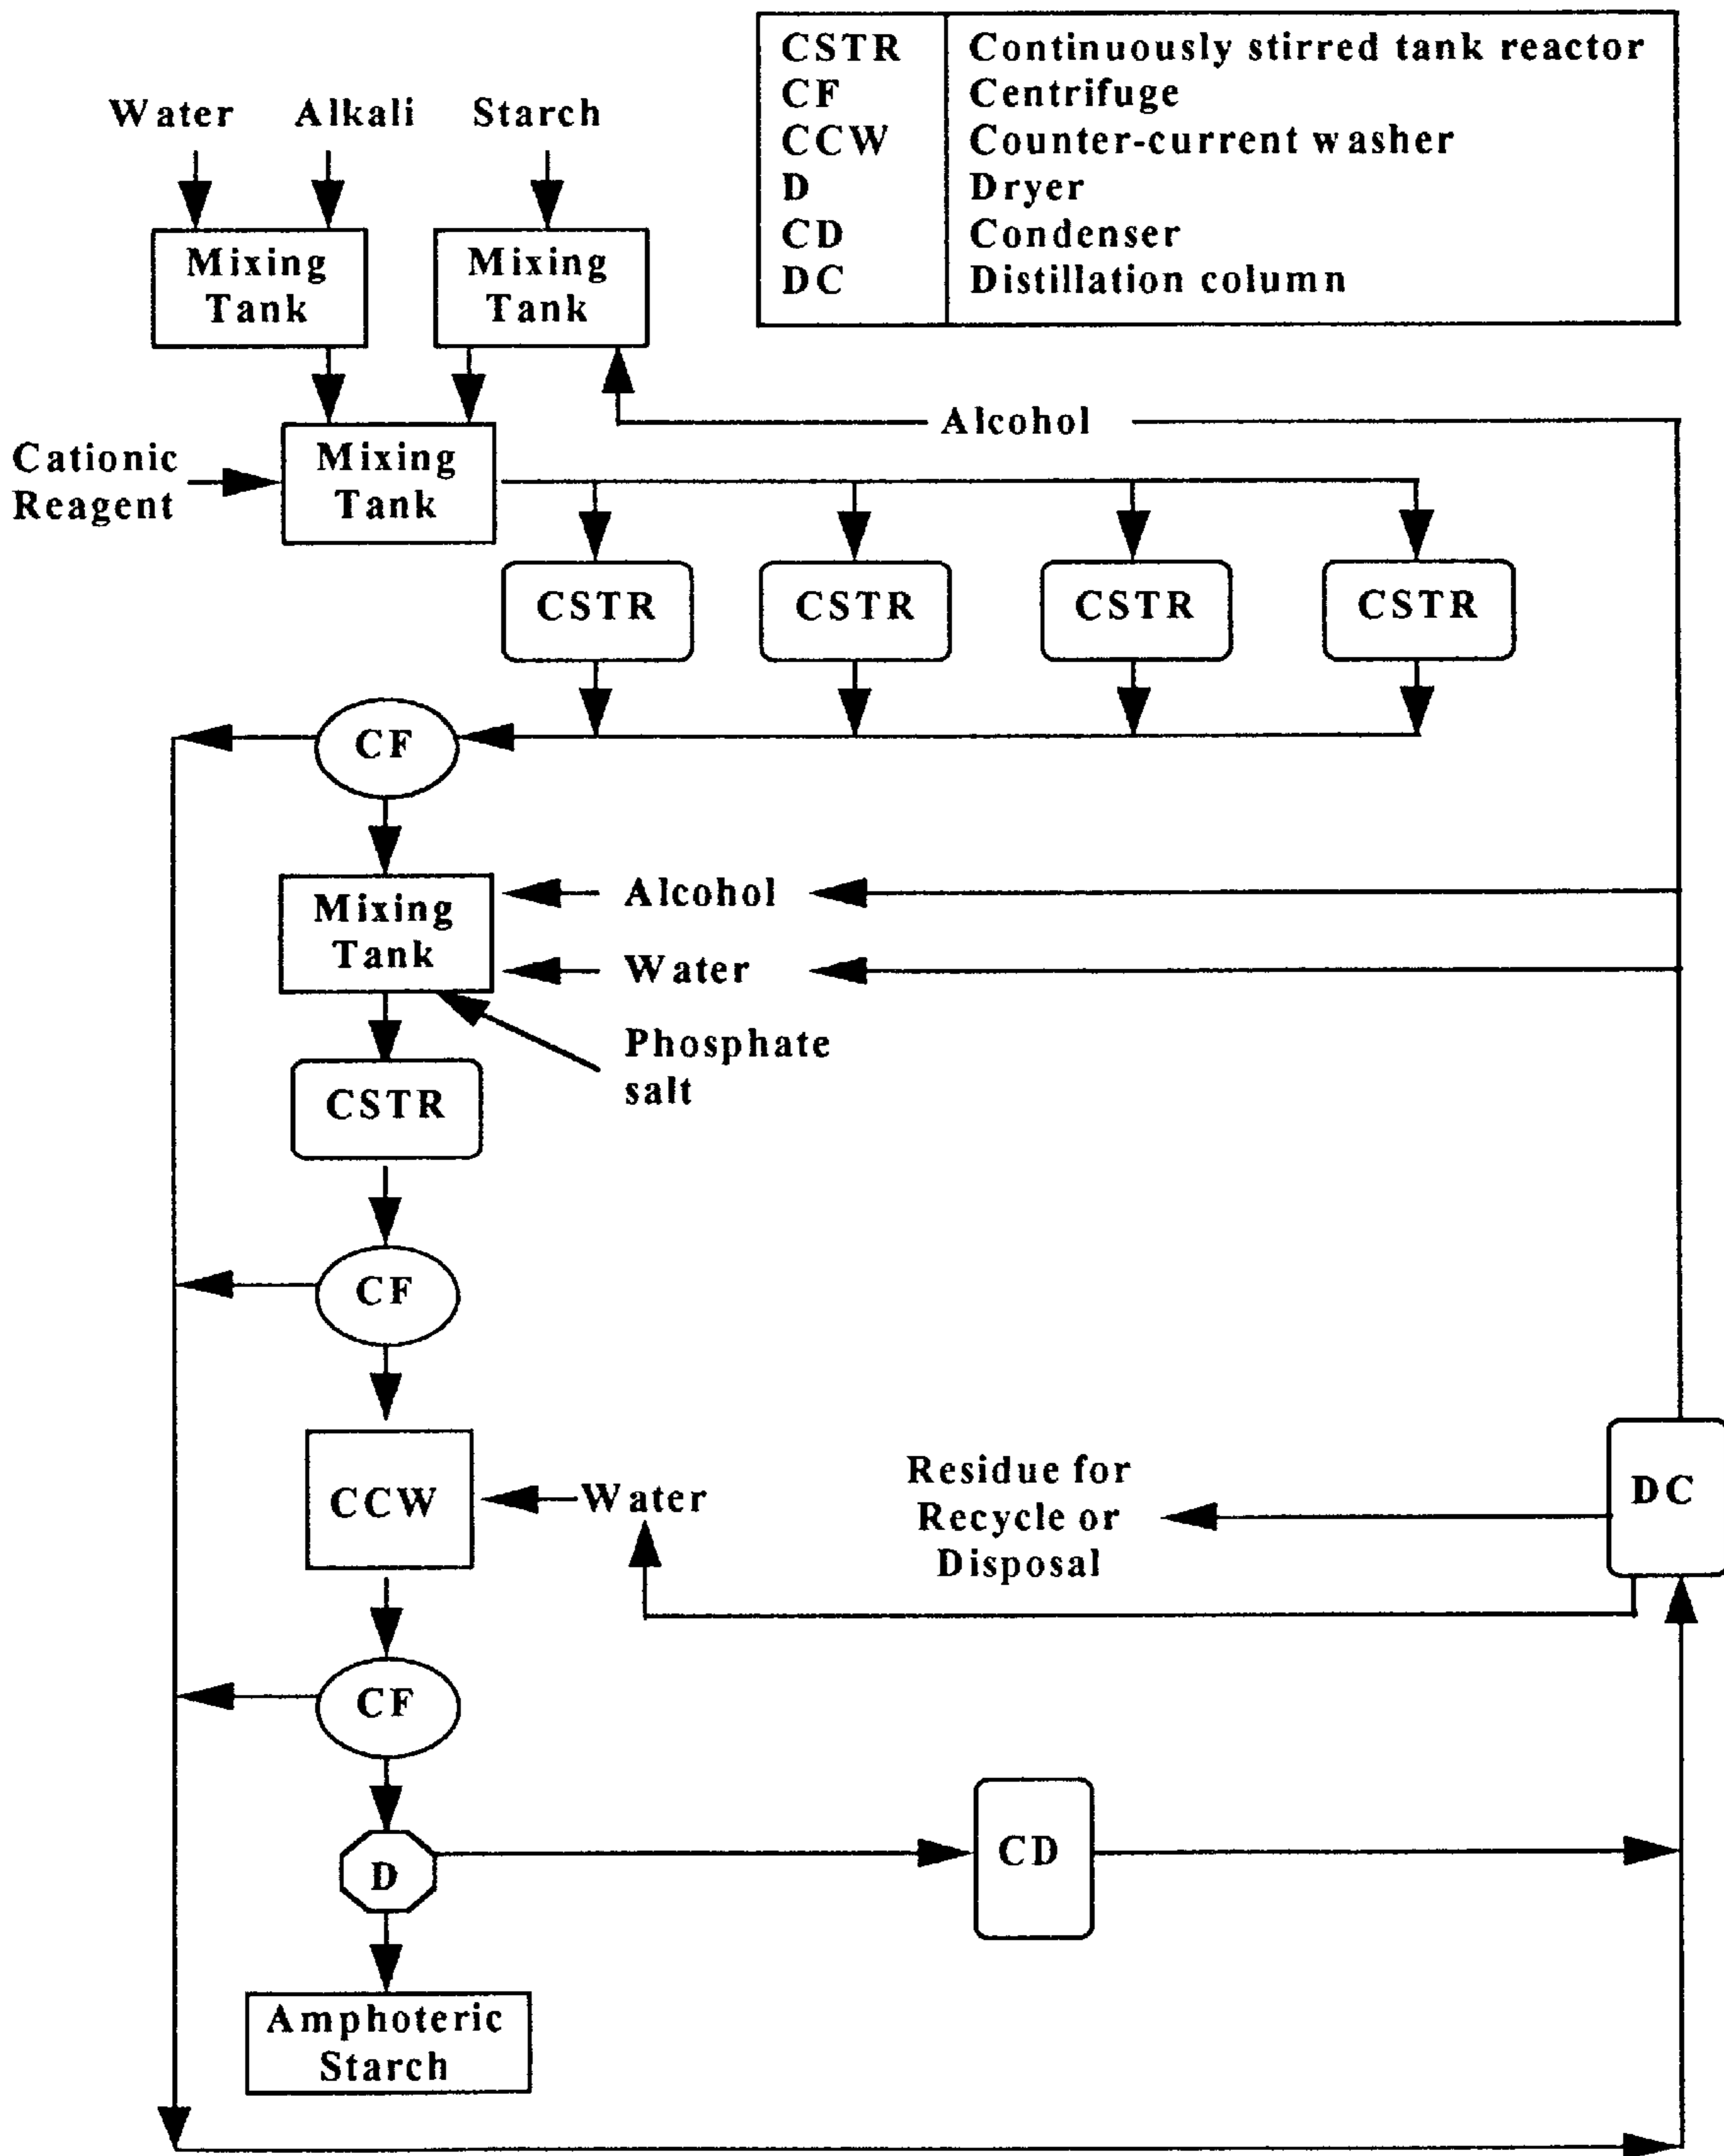 CSTR Continuously stirred tank reactor
CF Centrifuge
CCW Counter-current washer
D Dryer
CD Condenser
DC Distillation column
Water Alkali Starch
Mixing
Tank
Mixing
Tank
Alcohol
Cationic
Reagent
Mixing
Tank
CSTR CSTR CSTR CSTR
CF
Mixing
Tank
Alcohol
Water
Phosphate
salt
CSTR
CF
CCW
Water
Residue for
Recycle or
Disposal
DC
CF
D
CD
Amphoteric
Starch